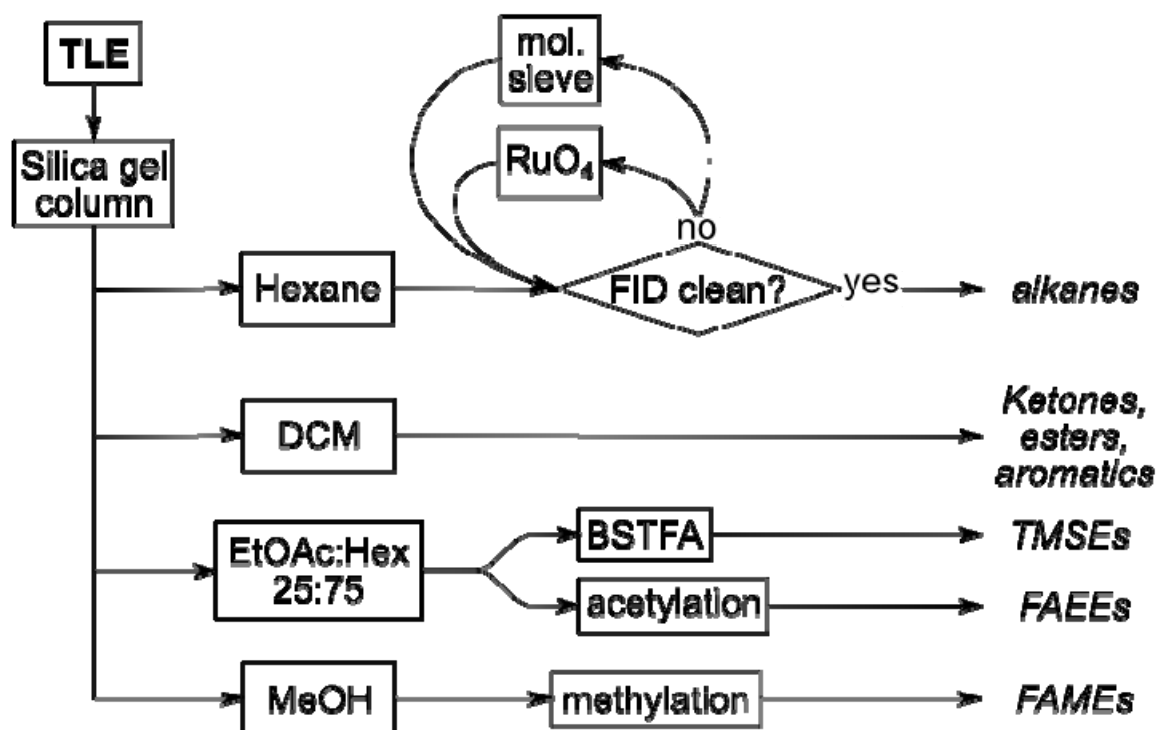 TLE
Silica gel
column
mol.
sieve
RuO₄
no
Hexane
FID clean?
yes
alkanes
DCM
Ketones,
esters,
aromatics
EtOAc:Hex
25:75
BSTFA
TMSEs
acetylation
FAEEs
MeOH
methylation
FAMEs